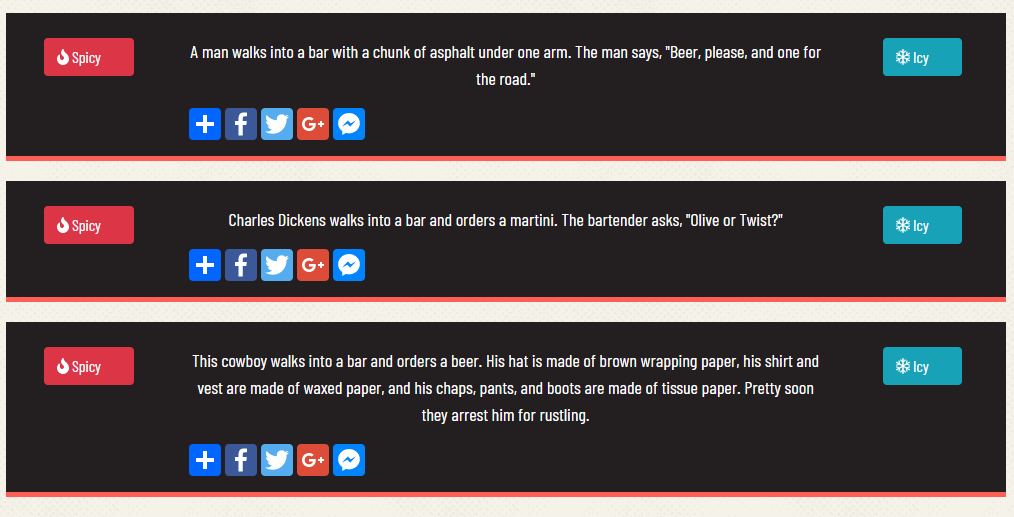 Spicy
A man walks into a bar with a chunk of asphalt under one arm. The man says, "Beer, please, and one for
the road."
Icy
G+
Spicy
Charles Dickens walks into a bar and orders a martini. The bartender asks, "Olive or Twist?"
Icy
G+
Spicy
This cowboy walks into a bar and orders a beer. His hat is made of brown wrapping paper, his shirt and
vest are made of waxed paper, and his chaps, pants, and boots are made of tissue paper. Pretty soon
they arrest him for rustling.
Icy
G+